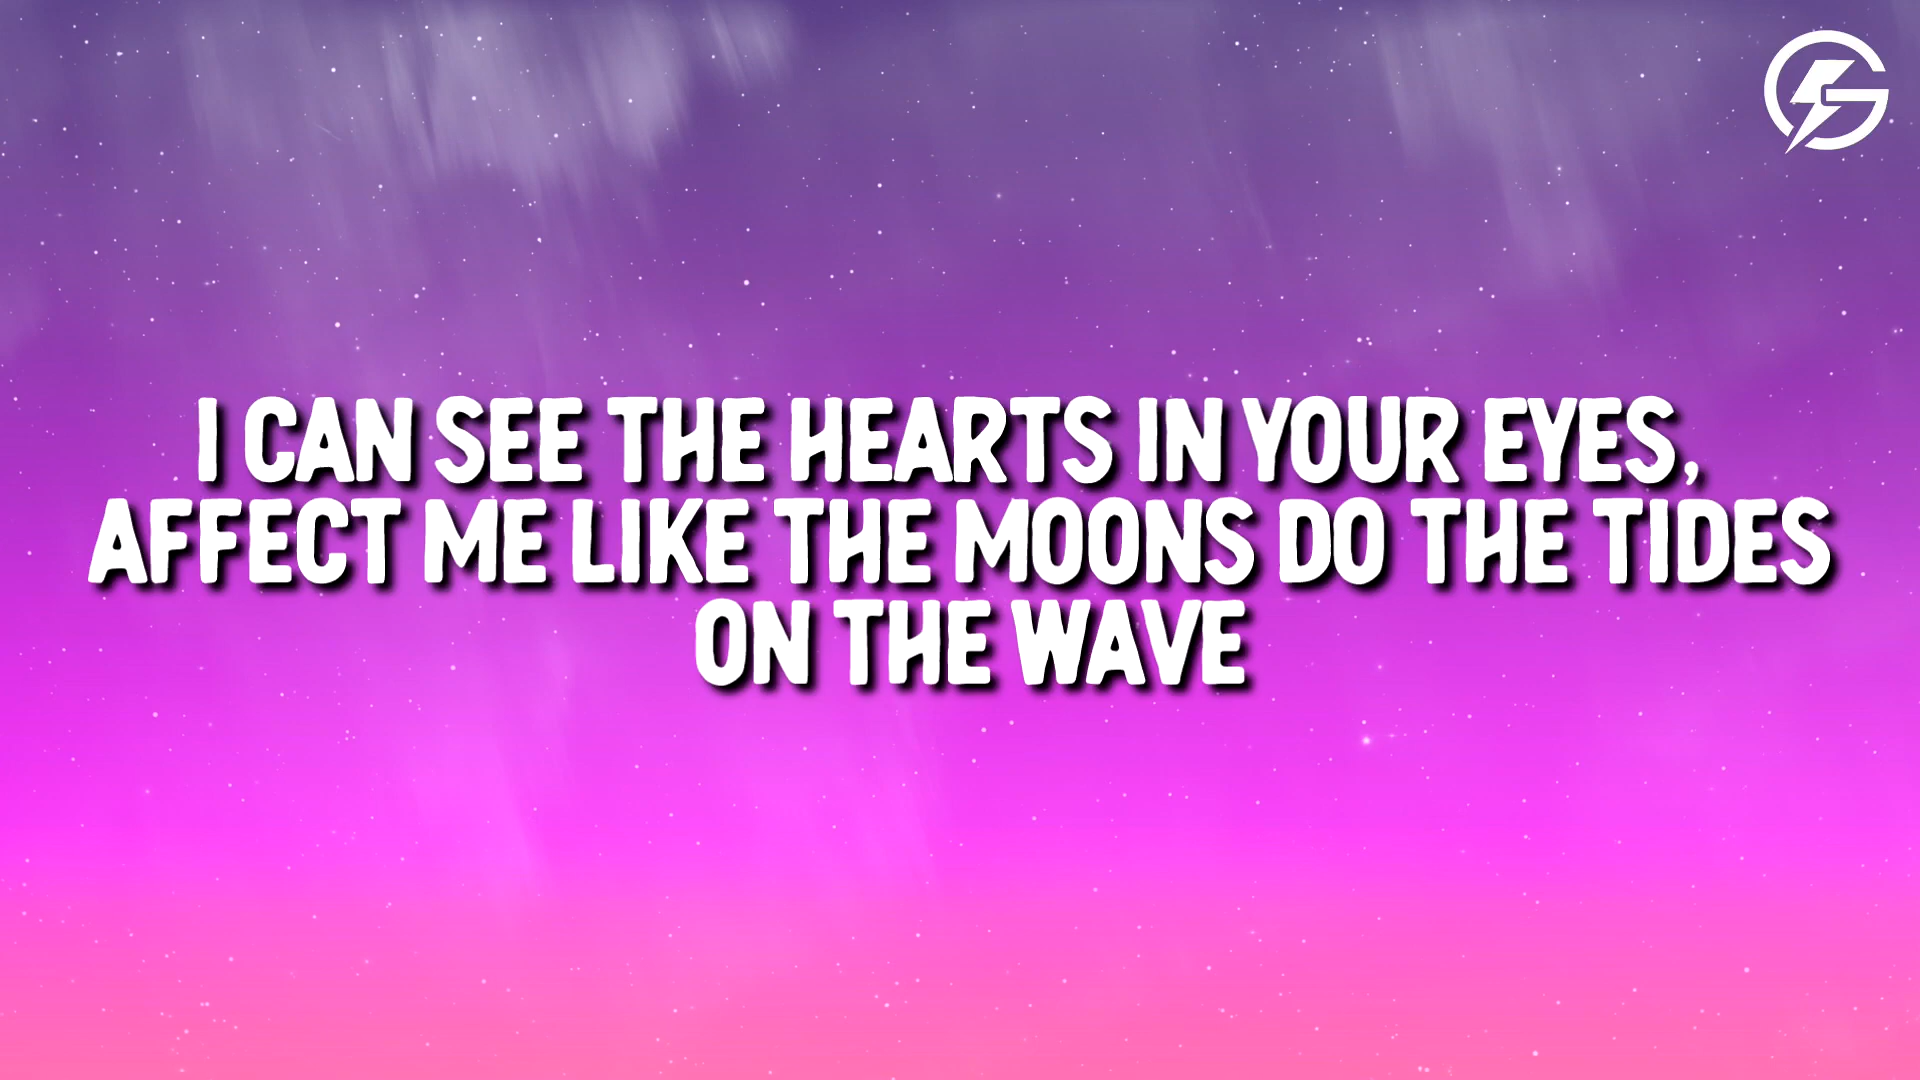 I CAN SEE THE HEARTS IN YOUR EYES,
AFFECT ME LIKE THE MOONS DO THE TIDES
ON THE WAVE